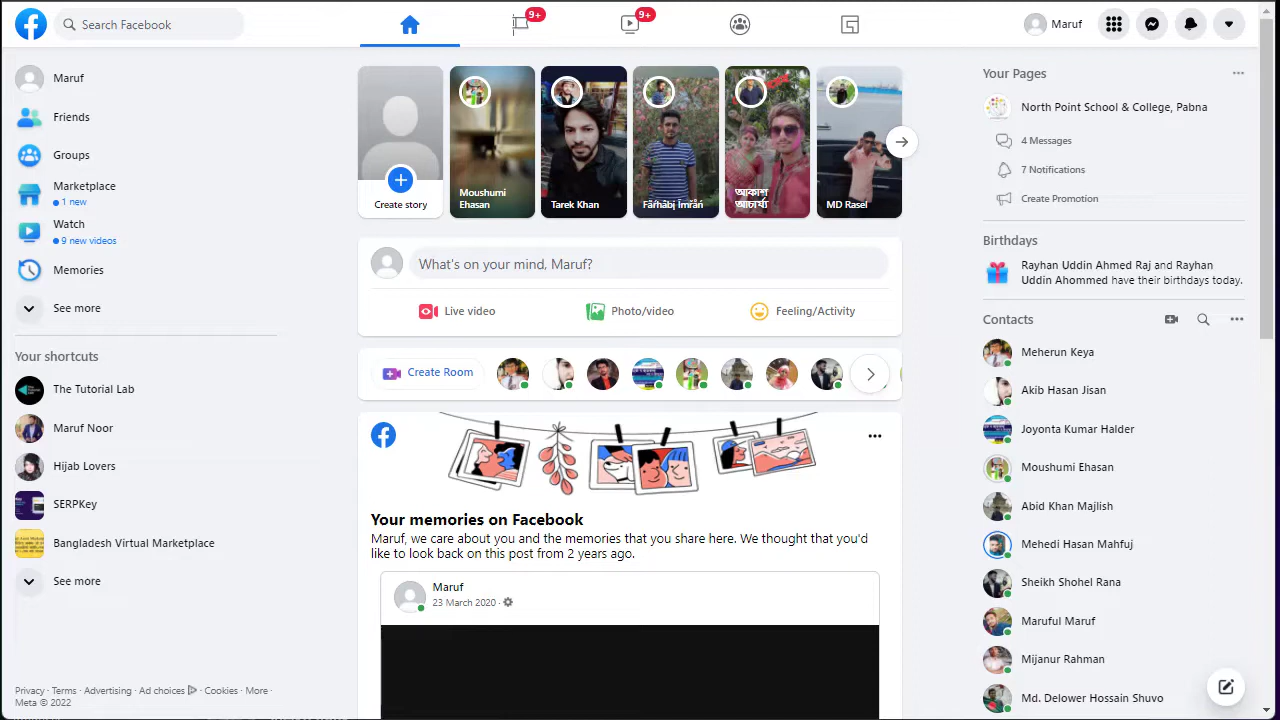 Search Facebook
9+
9+
Maruf
Maruf
Friends
Groups
Marketplace
1 new
Watch
9 new videos
Memories
See more
Your shortcuts
The Tutorial Lab
Maruf Noor
Hijab Lovers
SERPKey
Bangladesh Virtual Marketplace
See more
Privacy · Terms · Advertising · Ad choices · Cookies · More ·
Meta © 2022
Create story
Moushumi
Ehasan
Tarek Khan
Fãrhãbį Īmråń
আকাশ
আচার্য্য
MD Rasel
What's on your mind, Maruf?
Live video
Photo/video
Feeling/Activity
Create Room
Your memories on Facebook
Maruf, we care about you and the memories that you share here. We thought that you'd
like to look back on this post from 2 years ago.
Maruf
23 March 2020 ·
Your Pages
North Point School & College, Pabna
4 Messages
7 Notifications
Create Promotion
Birthdays
Rayhan Uddin Ahmed Raj and Rayhan
Uddin Ahommed have their birthdays today.
Contacts
Meherun Keya
Akib Hasan Jisan
Joyonta Kumar Halder
Moushumi Ehasan
Abid Khan Majlish
Mehedi Hasan Mahfuj
Sheikh Shohel Rana
Maruful Maruf
Mijanur Rahman
Md. Delower Hossain Shuvo